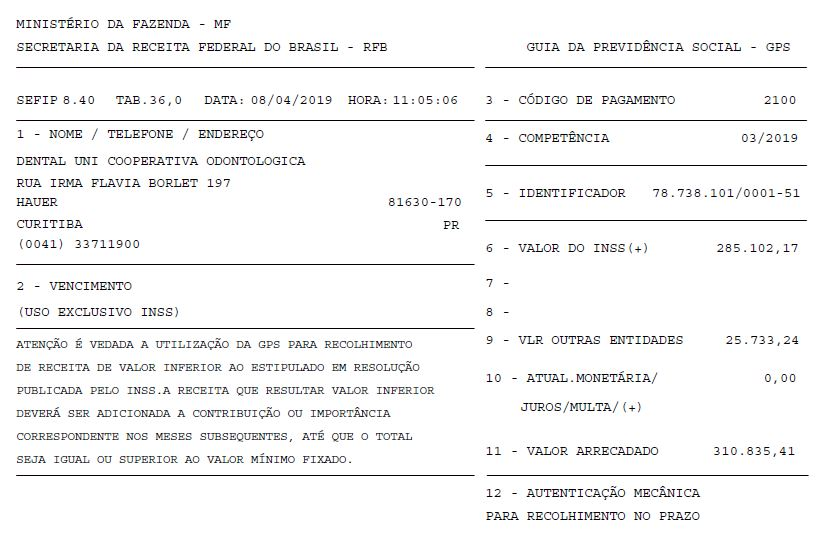 MINISTÉRIO DA FAZENDA - MF
SECRETARIA DA RECEITA FEDERAL DO BRASIL - RFB
GUIA DA PREVIDÊNCIA SOCIAL - GPS
SEFIP 8.40 TAB.36,0 DATA: 08/04/2019 HORA: 11:05:06
1 - NOME / TELEFONE / ENDEREÇO
DENTAL UNI COOPERATIVA ODONTOLOGICA
RUA IRMA FLAVIA BORLET 197
HAUER 81630-170
CURITIBA PR
(0041) 33711900
2 - VENCIMENTO
(USO EXCLUSIVO INSS)
ATENÇÃO É VEDADA A UTILIZAÇÃO DA GPS PARA RECOLHIMENTO
DE RECEITA DE VALOR INFERIOR AO ESTIPULADO EM RESOLUÇÃO
PUBLICADA PELO INSS.A RECEITA QUE RESULTAR VALOR INFERIOR
DEVERÁ SER ADICIONADA A CONTRIBUIÇÃO OU IMPORTÂNCIA
CORRESPONDENTE NOS MESES SUBSEQUENTES, ATÉ QUE O TOTAL
SEJA IGUAL OU SUPERIOR AO VALOR MÍNIMO FIXADO.
3 - CÓDIGO DE PAGAMENTO 2100
4 - COMPETÊNCIA 03/2019
5 - IDENTIFICADOR 78.738.101/0001-51
6 - VALOR DO INSS(+) 285.102,17
7 -
8 -
9 - VLR OUTRAS ENTIDADES 25.733,24
10 - ATUAL.MONETÁRIA/ 0,00
JUROS/MULTA/(+)
11 - VALOR ARRECADADO 310.835,41
12 - AUTENTICAÇÃO MECÂNICA
PARA RECOLHIMENTO NO PRAZO